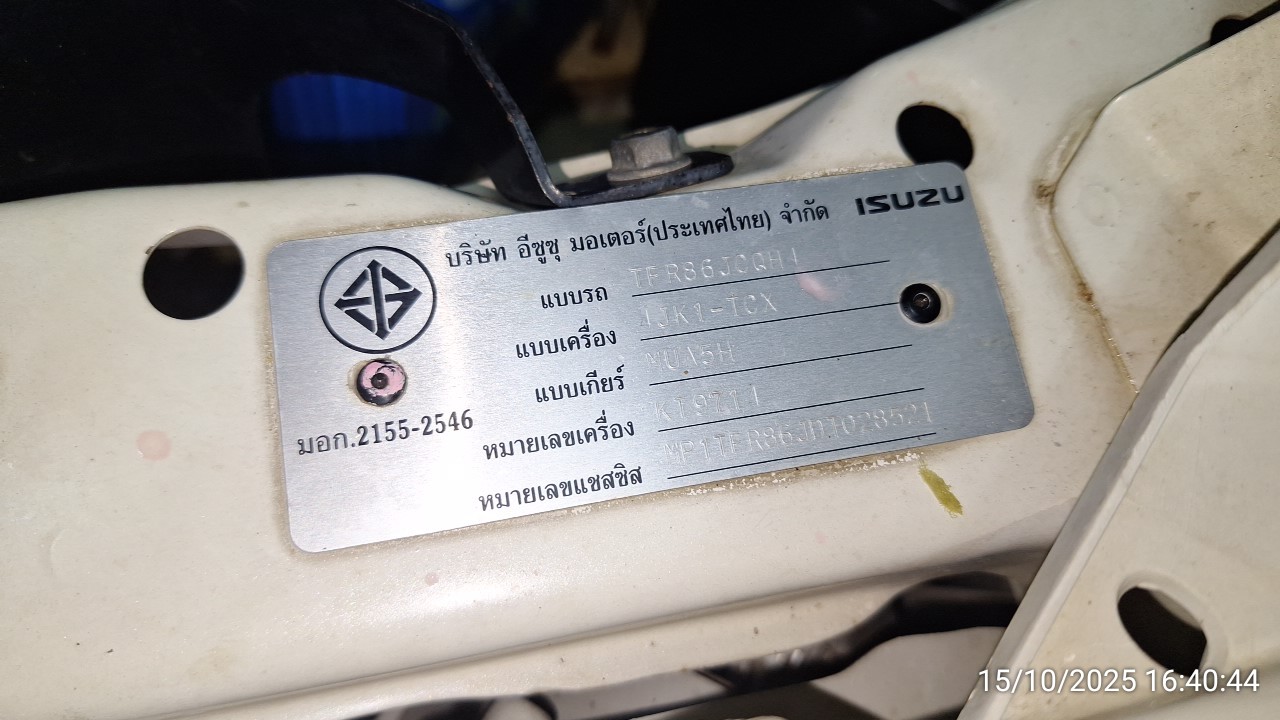 บริษัท อีซูซุ มอเตอร์(ประเทศไทย) จำกัด ISUZU
แบบรถ TFR86JCQH1
แบบเครื่อง 4JK1-TCX
แบบเกียร์
หมายเลขเครื่อง
หมายเลขแชสซิส
มอก.2155-2546
15/10/2025 16:40:44